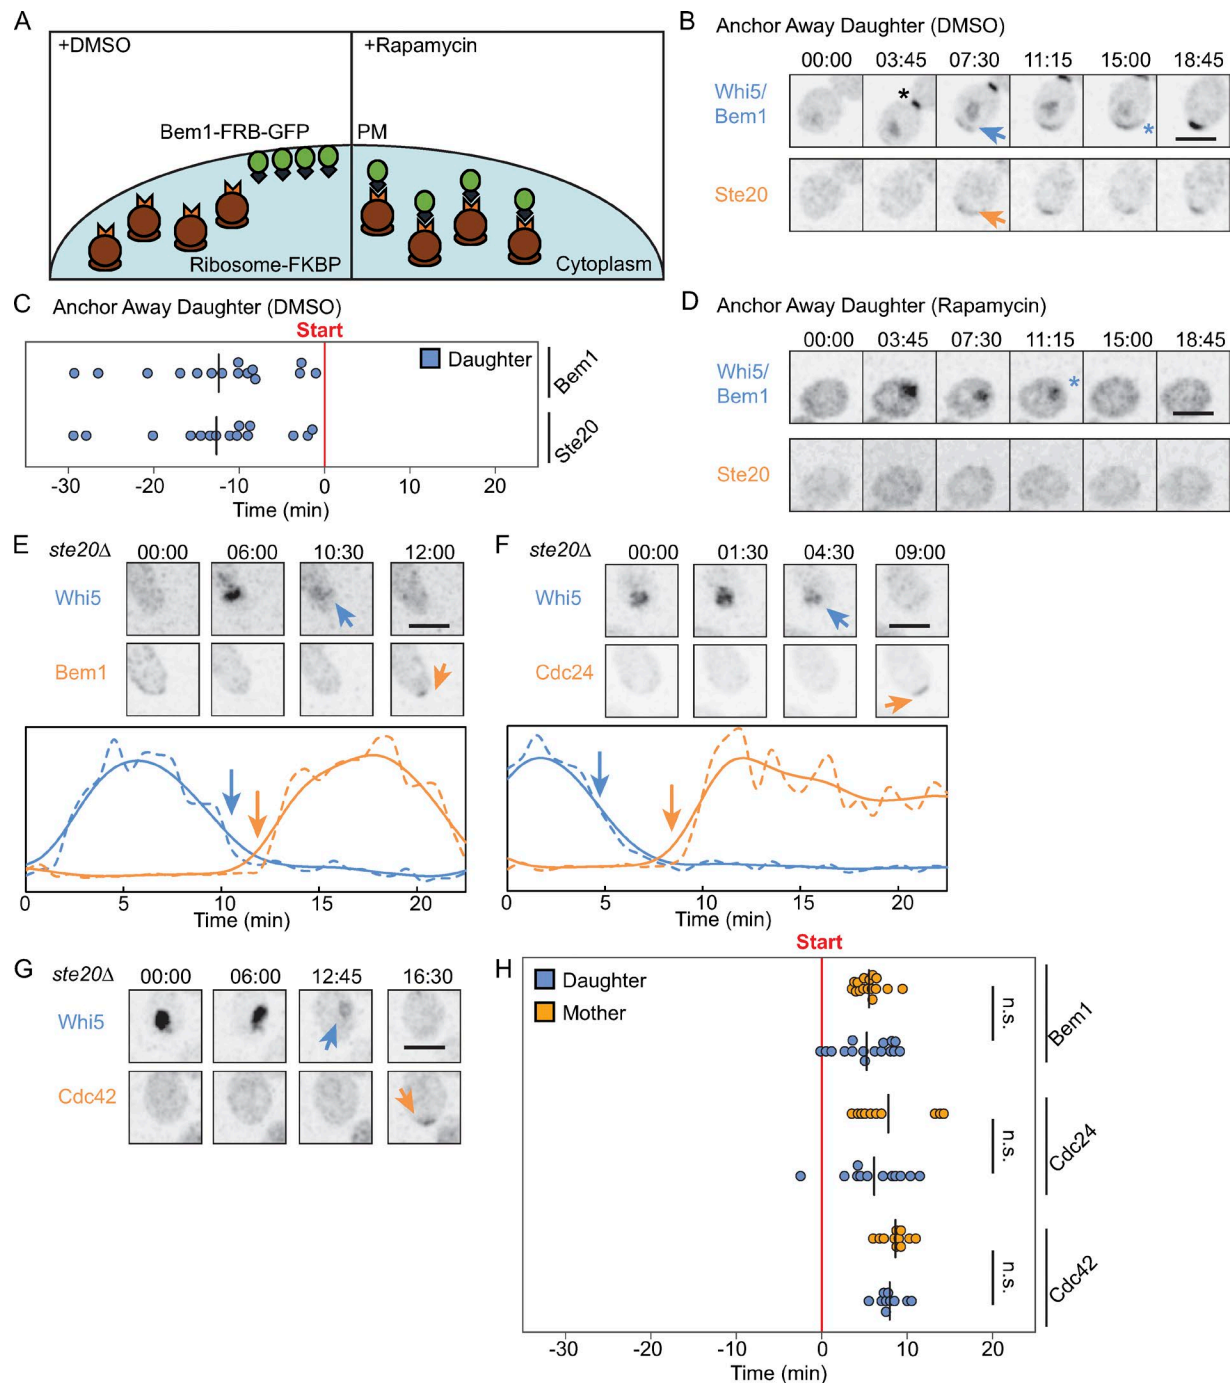 A
+DMSO
+Rapamycin
Bem1-FRB-GFP
PM
Ribosome-FKBP
Cytoplasm
B
Anchor Away Daughter (DMSO)
00:00 03:45 07:30 11:15 15:00 18:45
Whi5/
Bem1
*
*
Ste20
C
Anchor Away Daughter (DMSO)
Start
Daughter
Bem1
Ste20
-30 -20 -10 0 10 20
Time (min)
D
Anchor Away Daughter (Rapamycin)
00:00 03:45 07:30 11:15 15:00 18:45
Whi5/
Bem1
*
Ste20
E
ste20Δ 00:00 06:00 10:30 12:00
Whi5
Bem1
0 5 10 15 20
Time (min)
F
ste20Δ 00:00 01:30 04:30 09:00
Whi5
Cdc24
0 5 10 15 20
Time (min)
G
ste20Δ 00:00 06:00 12:45 16:30
Whi5
Cdc42
H
Start
Daughter
Mother
n.s.
Bem1
n.s.
Cdc24
n.s.
Cdc42
-30 -20 -10 0 10 20
Time (min)